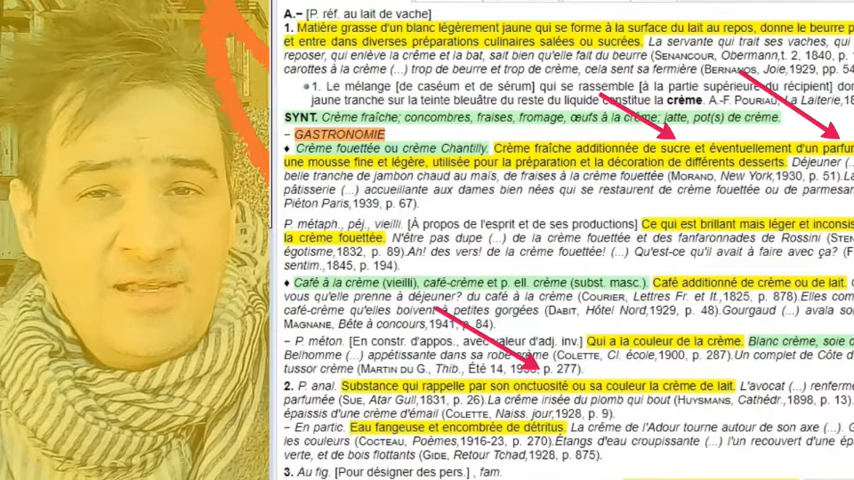 A.– [P. réf. au lait de vache]
1. Matière grasse d'un blanc légèrement jaune qui se forme à la surface du lait au repos, donne le beurre p
et entre dans diverses préparations culinaires salées ou sucrées. La servante qui trait ses vaches, qui
reposer, qui enlève la crème et la bat, sait bien qu'elle fait du beurre (SENANCOUR, Obermann,t. 2, 1840, p.
carottes à la crème (...) trop de beurre et trop de crème, cela sent sa fermière (BERNANOS, Joie,1929, pp. 54
1. Le mélange [de caséum et de sérum] qui se rassemble [à la partie supérieure du récipient] don
jaune tranche sur la teinte bleuâtre du reste du liquide constitue la crème. A.-F. POURIAU, La Laiterie,18
SYNT. Crème fraîche; concombres, fraises, fromage, œufs à la crème; jatte, pot(s) de crème.
– GASTRONOMIE
♦ Crème fouettée ou crème Chantilly. Crème fraîche additionnée de sucre et éventuellement d'un parfum
une mousse fine et légère, utilisée pour la préparation et la décoration de différents desserts. Déjeuner (...
belle tranche de jambon chaud au maïs, de fraises à la crème fouettée (MORAND, New York,1930, p. 51).La
pâtisserie (...) accueillante aux dames bien nées qui se restaurent de crème fouettée ou de parmesan
Piéton Paris,1939, p. 67).
P. métaph., péj., vieilli. [À propos de l'esprit et de ses productions] Ce qui est brillant mais léger et inconsis
la crème fouettée. N'être pas dupe (...) de la crème fouettée et des fanfaronnades de Rossini (STEN
égotisme,1832, p. 89).Ah! des vers! de la crème fouettée! (...) Qu'est-ce qu'il avait à faire avec ça? (F
sentim.,1845, p. 194).
♦ Café à la crème (vieilli), café-crème et p. ell. crème (subst. masc.). Café additionné de crème ou de lait.
vous qu'elle prenne à déjeuner? du café à la crème (COURIER, Lettres Fr. et It.,1825, p. 878).Elles com
café-crème qu'elles boivent à petites gorgées (DABIT, Hôtel Nord,1929, p. 48).Gourgaud (...) avala so
MAGNANE, Bête à concours,1941, p. 84).
– P. méton. [En constr. d'appos., avec valeur d'adj. inv.] Qui a la couleur de la crème. Blanc crème, soie
Belhomme (...) appétissante dans sa robe crème (COLETTE, Cl. école,1900, p. 287).Un complet de Côte d'
tussor crème (MARTIN DU G., Thib., Été 14, p. 277).
2. P. anal. Substance qui rappelle par son onctuosité ou sa couleur la crème de lait. L'avocat (...) renferme
parfumée (SUE, Atar Gull,1831, p. 26).La crème irisée du plomb qui bout (HUYSMANS, Cathédr.,1898, p. 13).
épaissis d'un crème d'émail (COLETTE, Naiss. jour,1928, p. 9).
– En partic. Eau fangeuse et encombrée de détritus. La crème de l'Adour tourne autour de son axe (...).
les couleurs (COCTEAU, Poèmes,1916-23, p. 270).Étangs d'eau croupissante (...) l'un recouvert d'une ép
verte, et de bois flottants (GIDE, Retour Tchad,1928, p. 875).
3. Au fig. [Pour désigner des pers.] , fam.